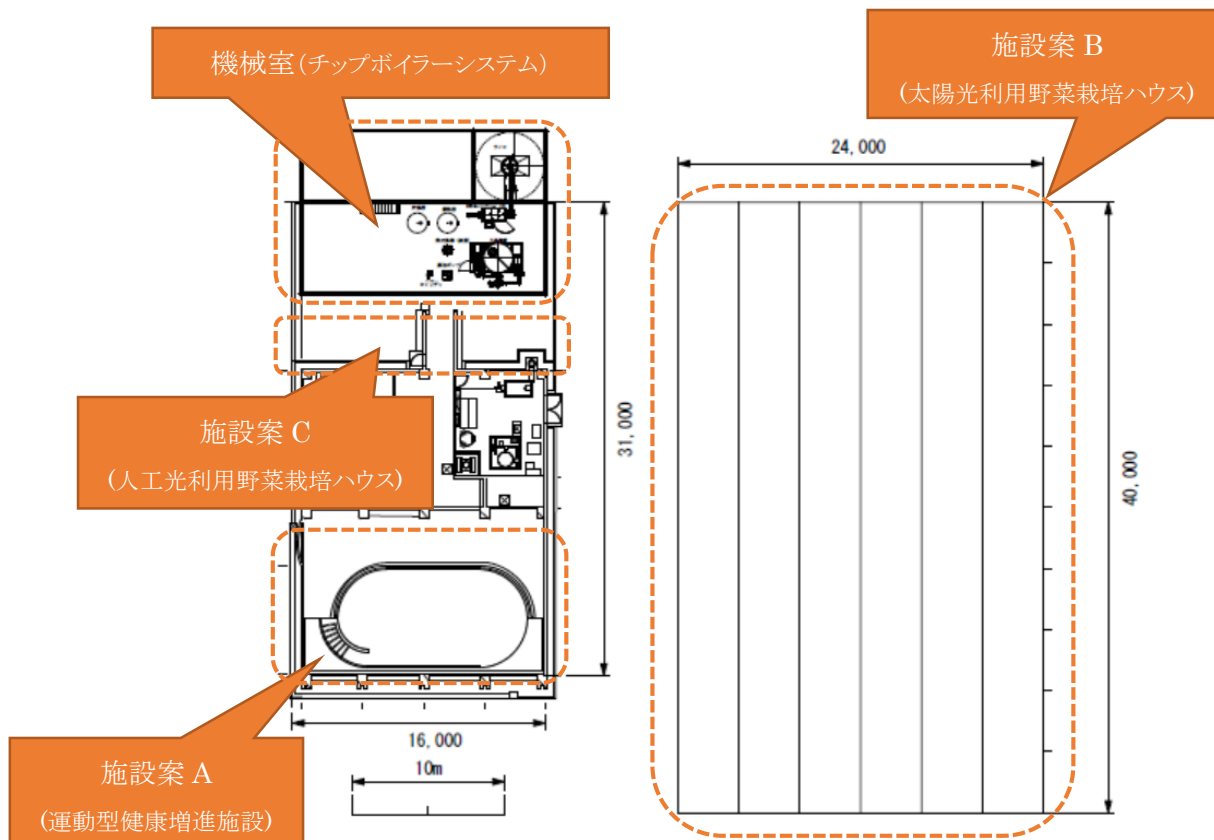 機械室(チップボイラーシステム)
施設案 B
(太陽光利用野菜栽培ハウス)
24,000
31,000
40,000
施設案 C
(人工光利用野菜栽培ハウス)
16,000
10m
施設案 A
(運動型健康増進施設)